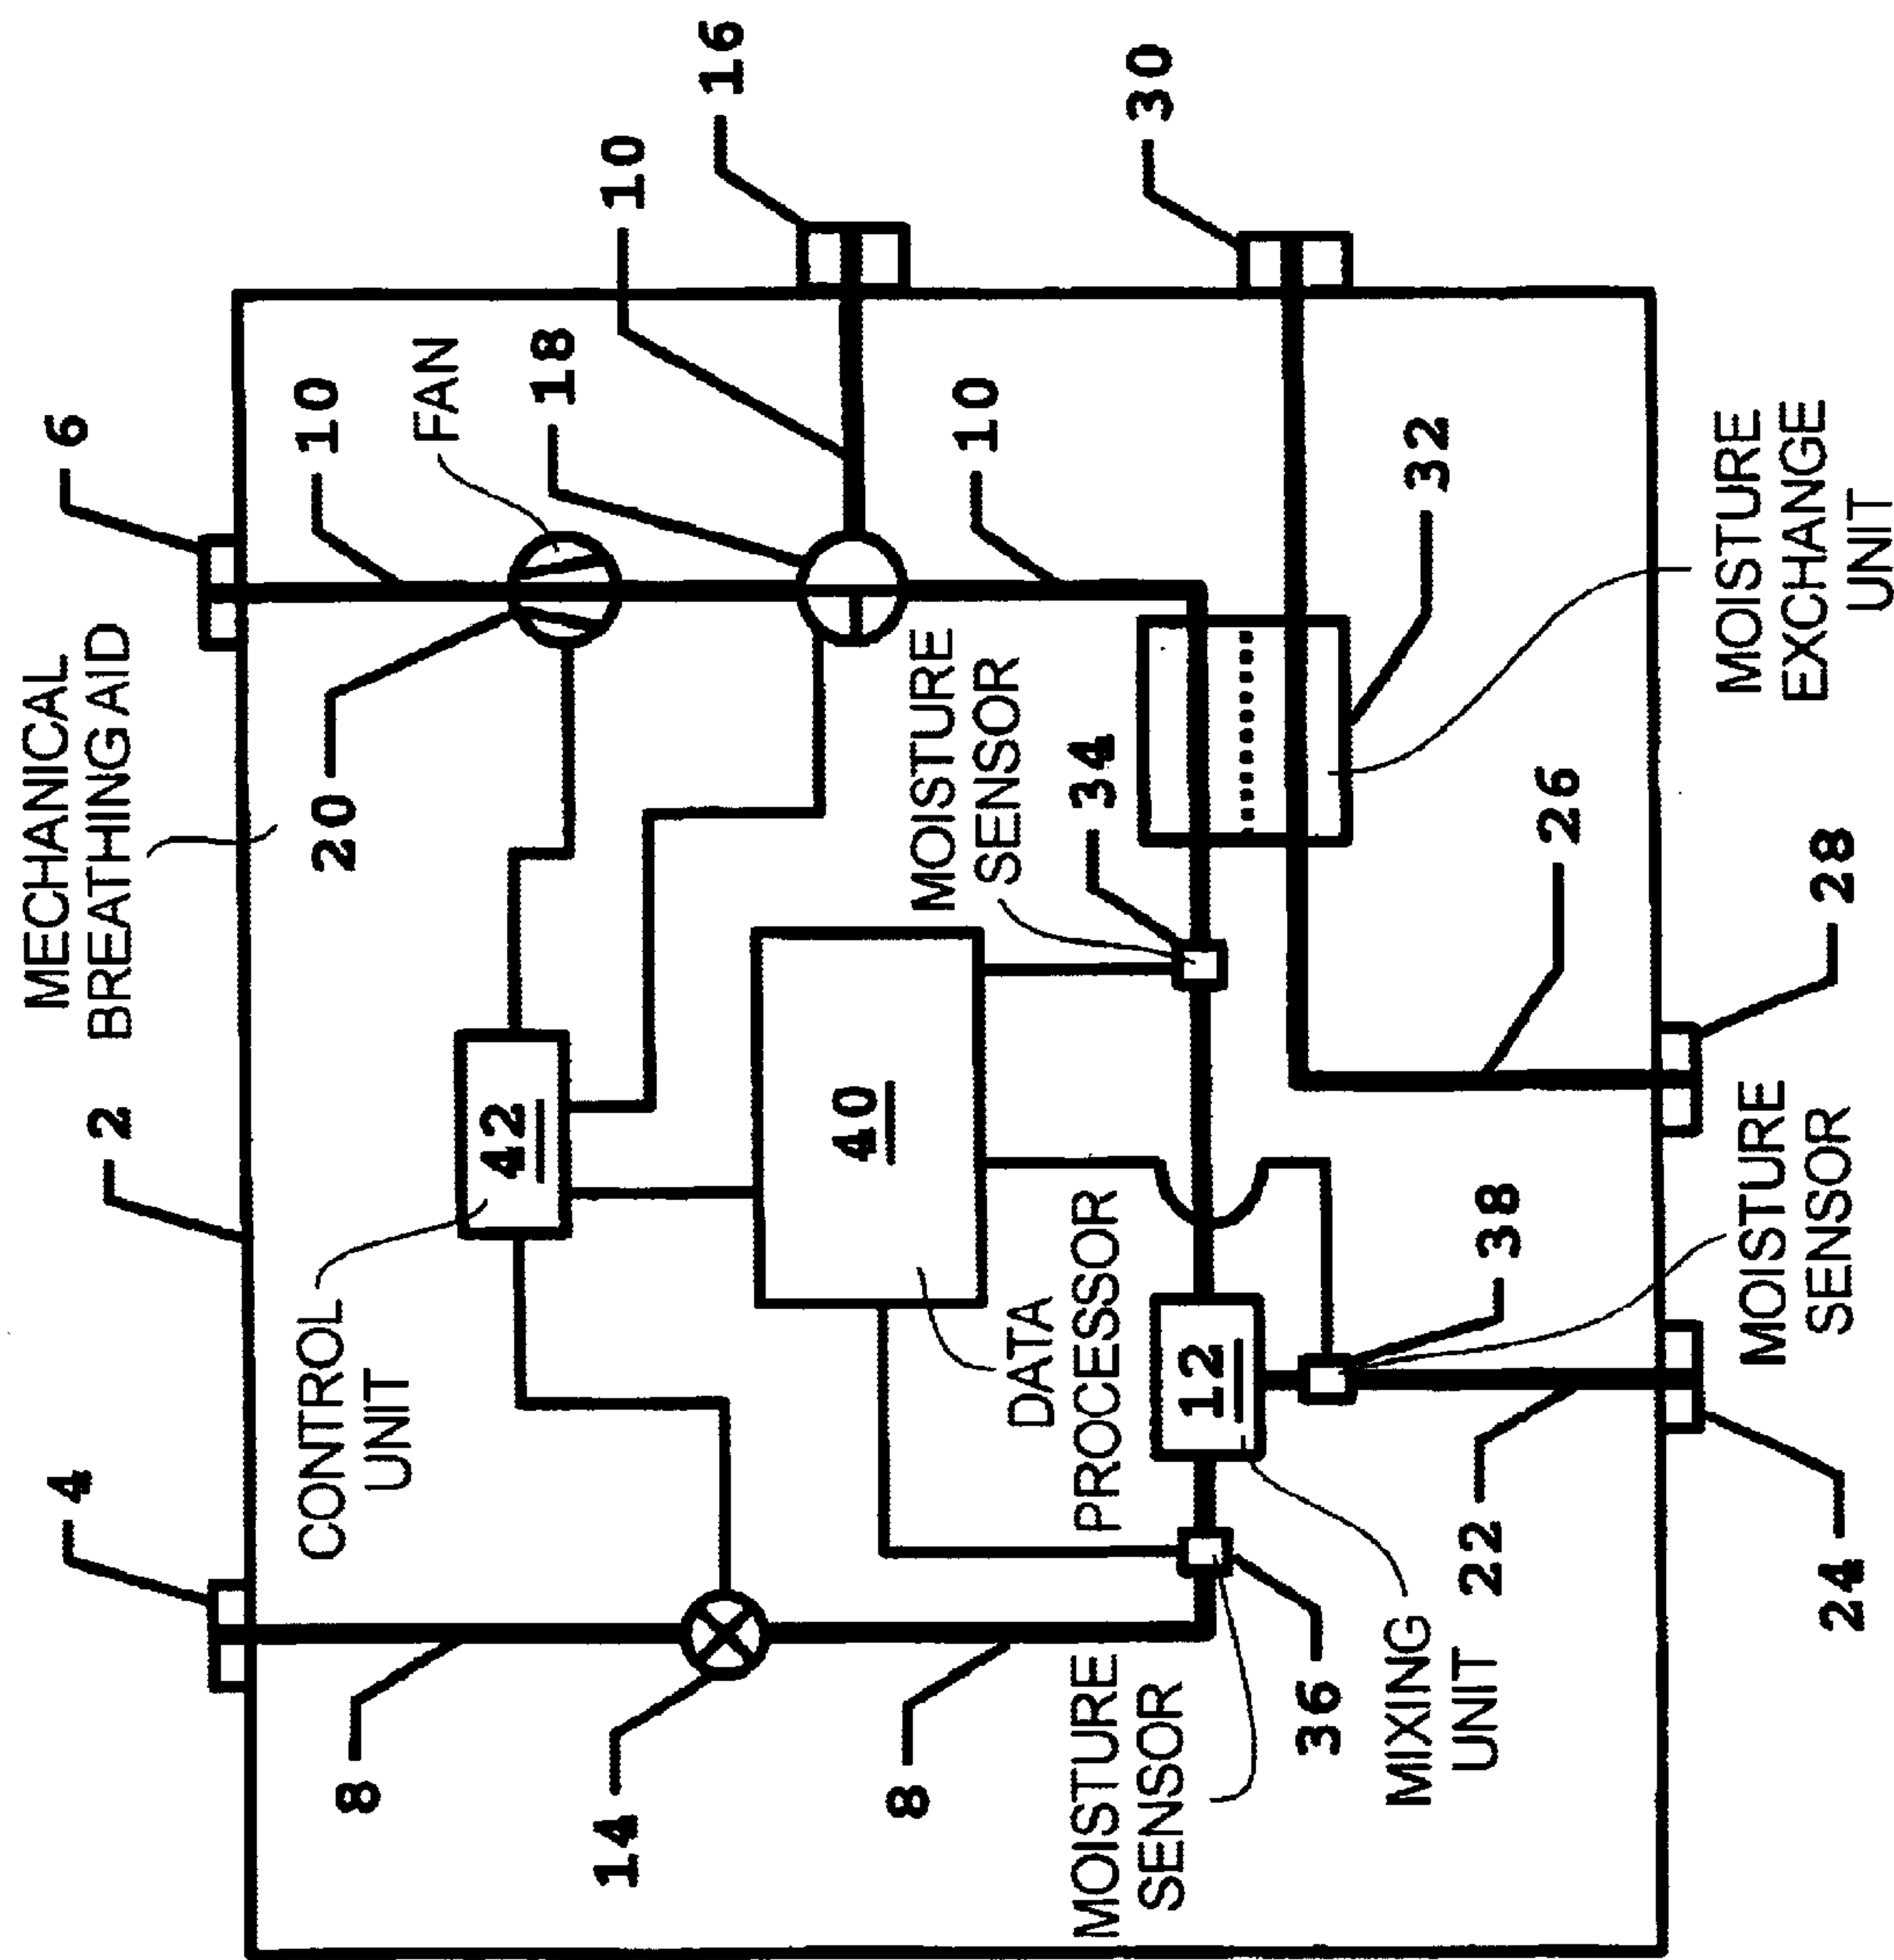 MECHANICAL
BREATHING AID
4
6
2
CONTROL
UNIT
8
10
20
FAN
42
18
14
10
16
40
8
MOISTURE
SENSOR
10
DATA
PROCESSOR
34
MOISTURE
SENSOR
30
12
36
MIXING
UNIT
32
22
38
26
MOISTURE
SENSOR
MOISTURE
EXCHANGE
UNIT
24
28